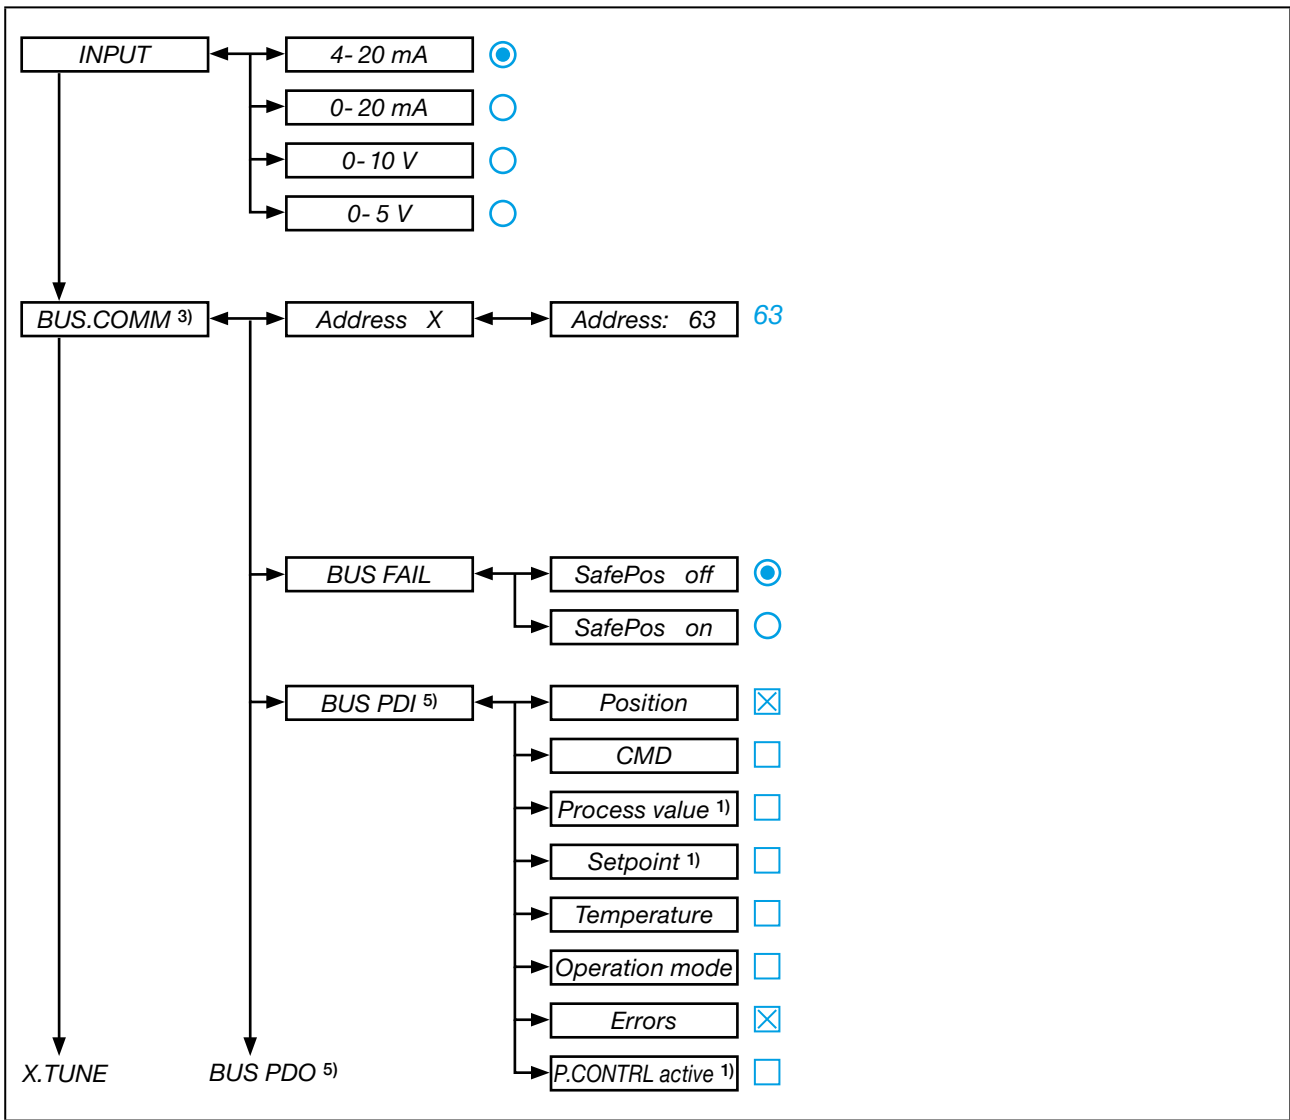 INPUT
4-20 mA
0-20 mA
0-10 V
0-5 V
BUS.COMM 3)
Address X
Address: 63
63
BUS FAIL
SafePos off
SafePos on
BUS PDI 5)
Position
CMD
Process value 1)
Setpoint 1)
Temperature
Operation mode
Errors
P.CONTRL active 1)
X.TUNE
BUS PDO 5)